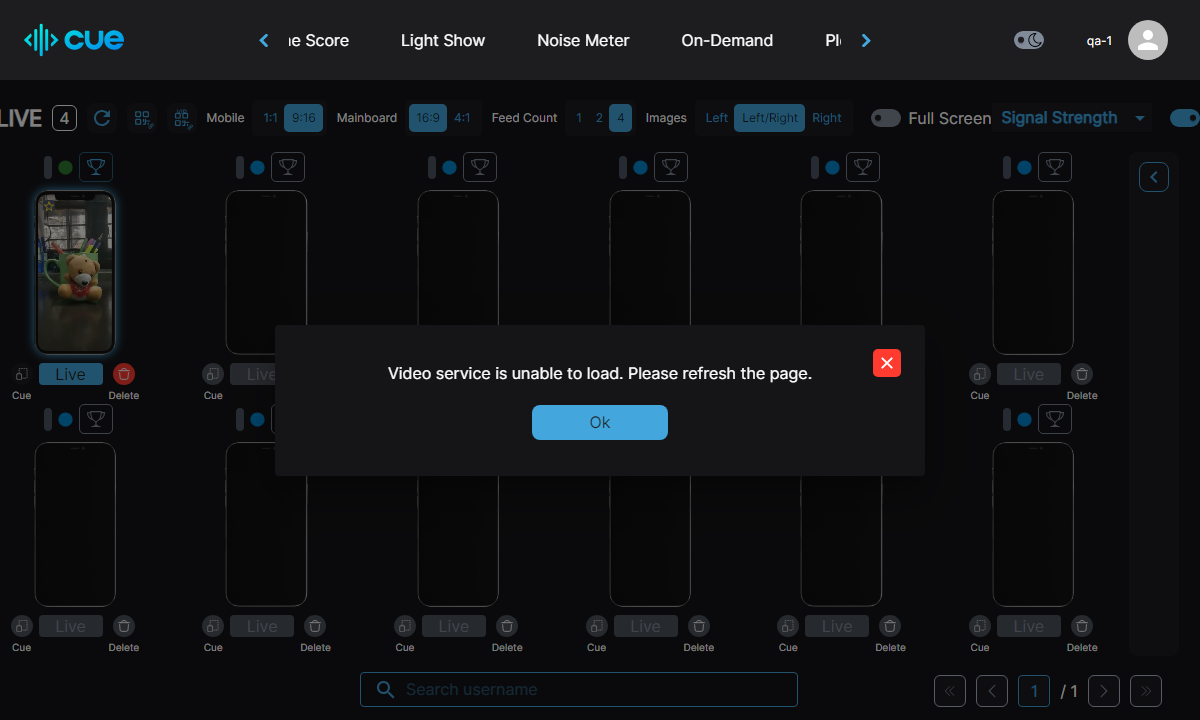 cue
Score
Light Show
Noise Meter
On-Demand
qa-1
LIVE
4
Mobile
1:1
9:16
Mainboard
16:9
4:1
Feed Count
1
2
4
Images
Left
Left/Right
Right
Full Screen
Signal Strength
Video service is unable to load. Please refresh the page.
Ok
Live
Live
Live
Cue
Delete
Cue
Cue
Delete
Live
Live
Live
Live
Live
Live
Cue
Delete
Cue
Delete
Cue
Delete
Cue
Delete
Cue
Delete
Cue
Delete
Search username
1
/ 1